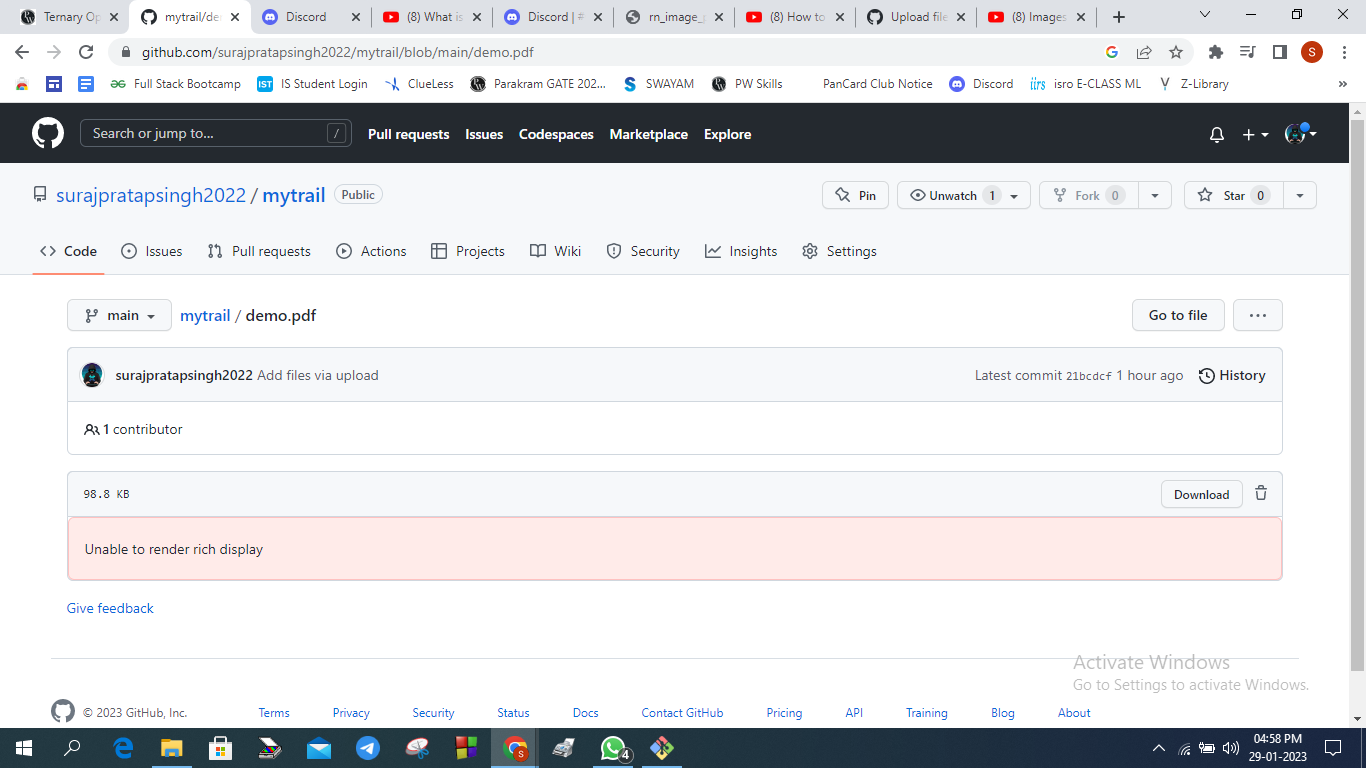 Ternary Op
mytrail/de
Discord
(8) What is
Discord | #
rn_image_
(8) How to
Upload file
(8) Images
github.com/surajpratapsingh2022/mytrail/blob/main/demo.pdf
S
Full Stack Bootcamp
IST IS Student Login
ClueLess
Parakram GATE 202...
SWAYAM
PW Skills
PanCard Club Notice
Discord
iirs isro E-CLASS ML
Z-Library
»
Search or jump to... /
Pull requests
Issues
Codespaces
Marketplace
Explore
surajpratapsingh2022 / mytrail
Public
Pin
Unwatch 1
Fork 0
Star 0
Code
Issues
Pull requests
Actions
Projects
Wiki
Security
Insights
Settings
main
mytrail / demo.pdf
Go to file
surajpratapsingh2022 Add files via upload
Latest commit 21bcdcf 1 hour ago
History
1 contributor
98.8 KB
Download
Unable to render rich display
Give feedback
Activate Windows
Go to Settings to activate Windows.
© 2023 GitHub, Inc.
Terms
Privacy
Security
Status
Docs
Contact GitHub
Pricing
API
Training
Blog
About
S
4
04:58 PM
29-01-2023